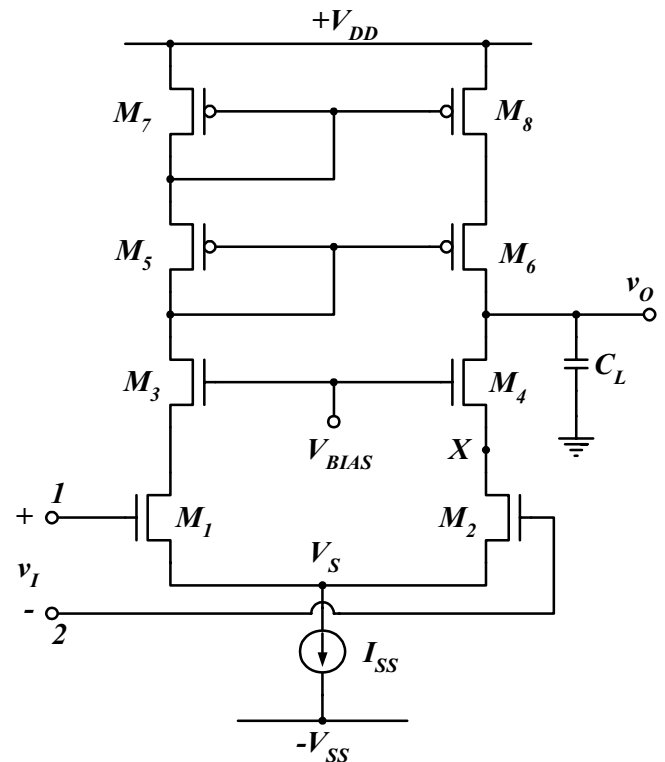 +V_DD
M_7
M_8
M_5
M_6
v_O
M_3
M_4
C_L
V_BIAS
X
1
+
M_1
M_2
v_I
V_S
-
2
I_SS
-V_SS